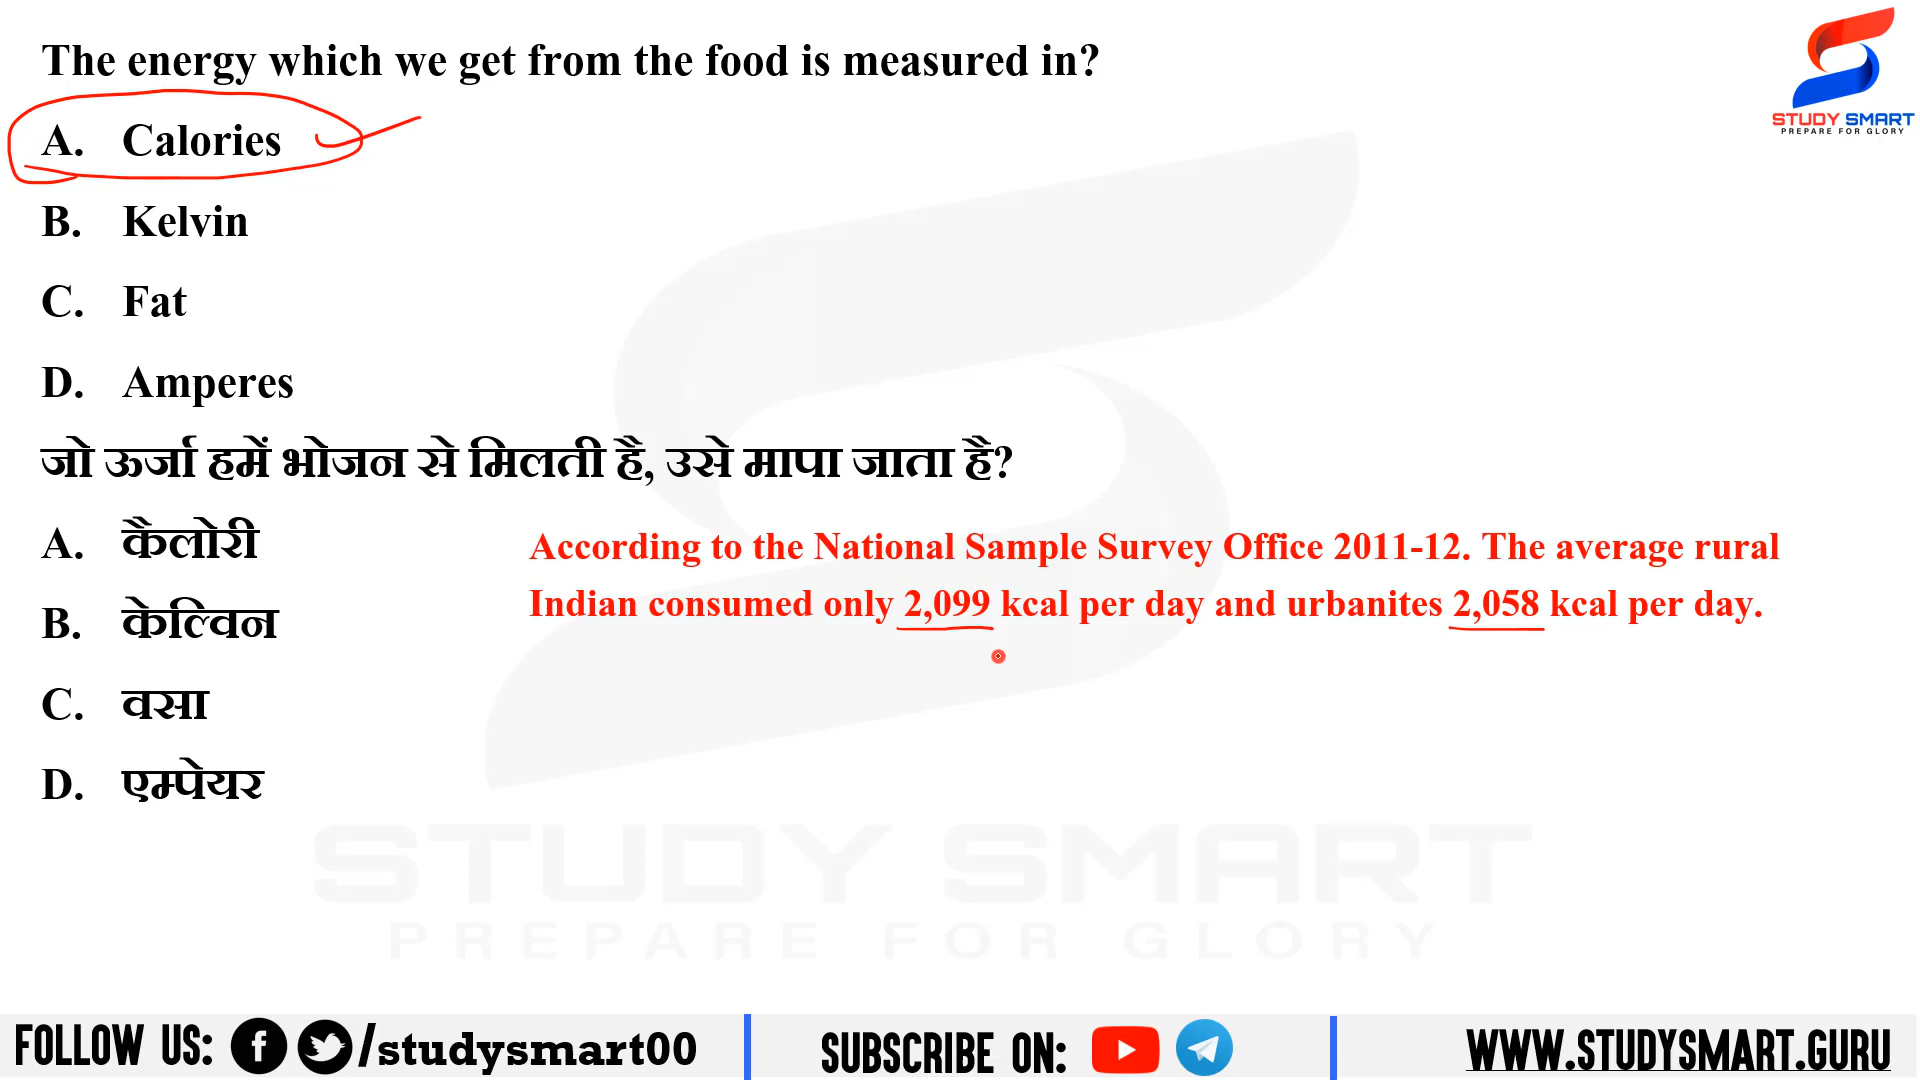 The energy which we get from the food is measured in?
A. Calories
B. Kelvin
C. Fat
D. Amperes
जो ऊर्जा हमें भोजन से मिलती है, उसे मापा जाता है?
A. कैलोरी
B. केल्विन
C. वसा
D. एम्पेयर
According to the National Sample Survey Office 2011-12. The average rural
Indian consumed only 2,099 kcal per day and urbanites 2,058 kcal per day.
STUDY SMART
PREPARE FOR GLORY
STUDY SMART
PREPARE FOR GLORY
FOLLOW US: /studysmart00
SUBSCRIBE ON:
WWW.STUDYSMART.GURU